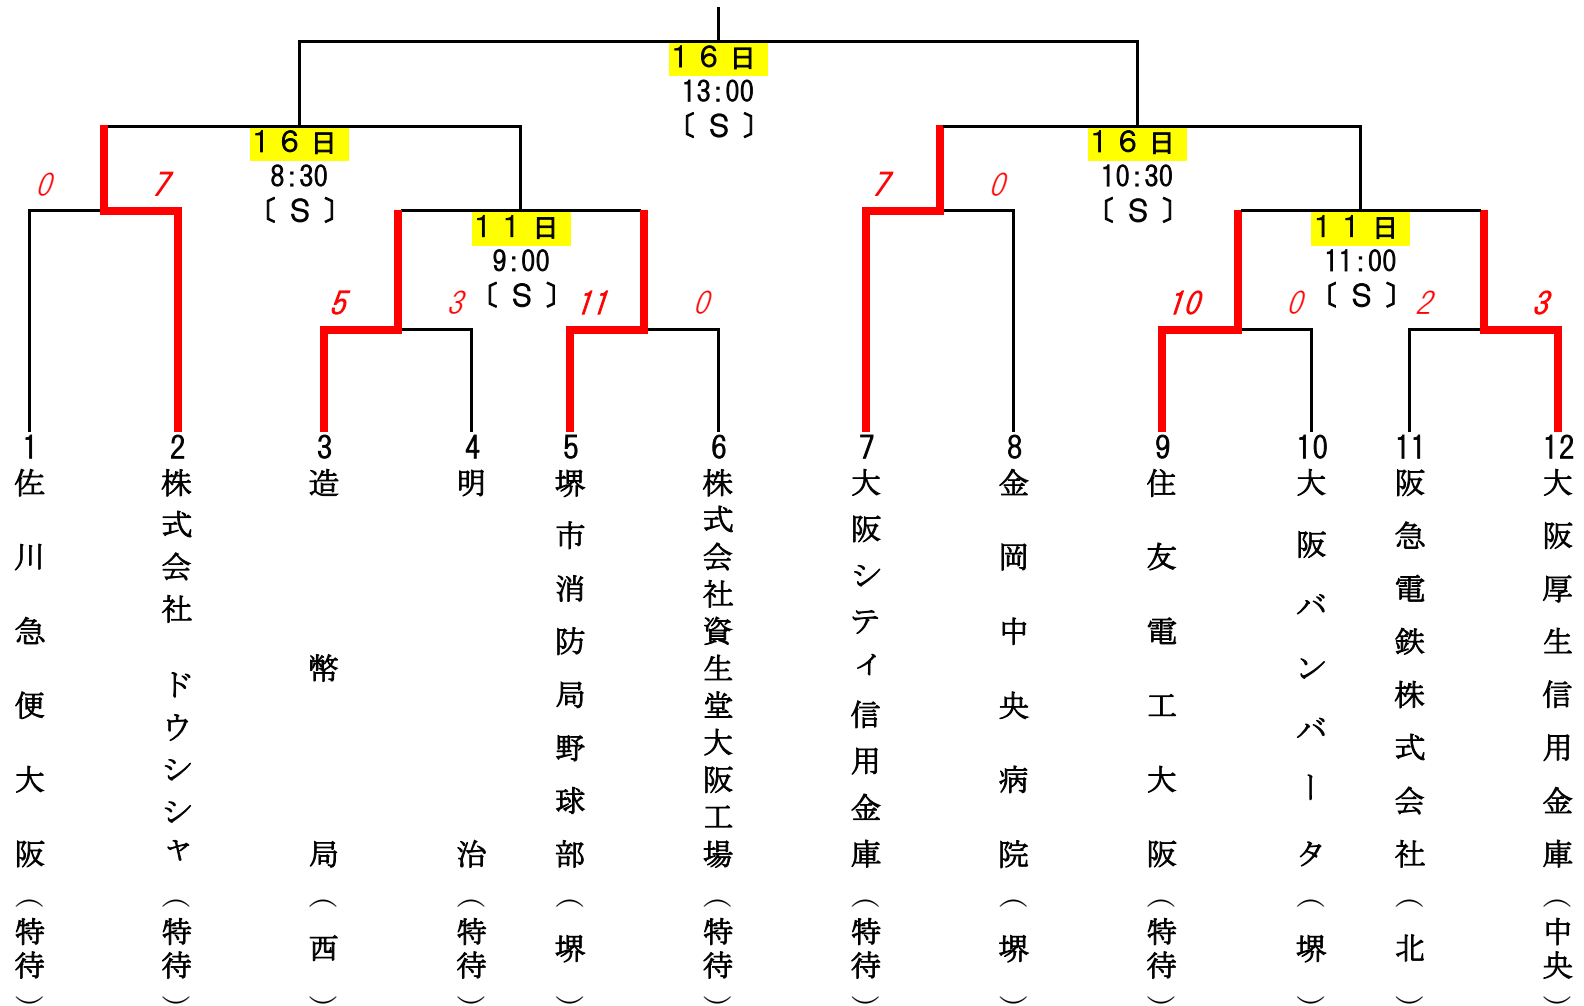 １６日
13:00
〔 S 〕
１６日
8:30
〔 S 〕
１６日
10:30
〔 S 〕
0 7
7 0
１１日
9:00
〔 S 〕
１１日
11:00
〔 S 〕
5 3
11 0
10 0
2 3
1
佐川急便大阪（特待）
2
株式会社　ドウシシャ（特待）
3
造幣局（西）
4
明治（特待）
5
堺市消防局野球部（堺）
6
株式会社資生堂大阪工場（特待）
7
大阪シティ信用金庫（特待）
8
金岡中央病院（堺）
9
住友電工大阪（特待）
10
大阪バンバータ（堺）
11
阪急電鉄株式会社（北）
12
大阪厚生信用金庫（中央）